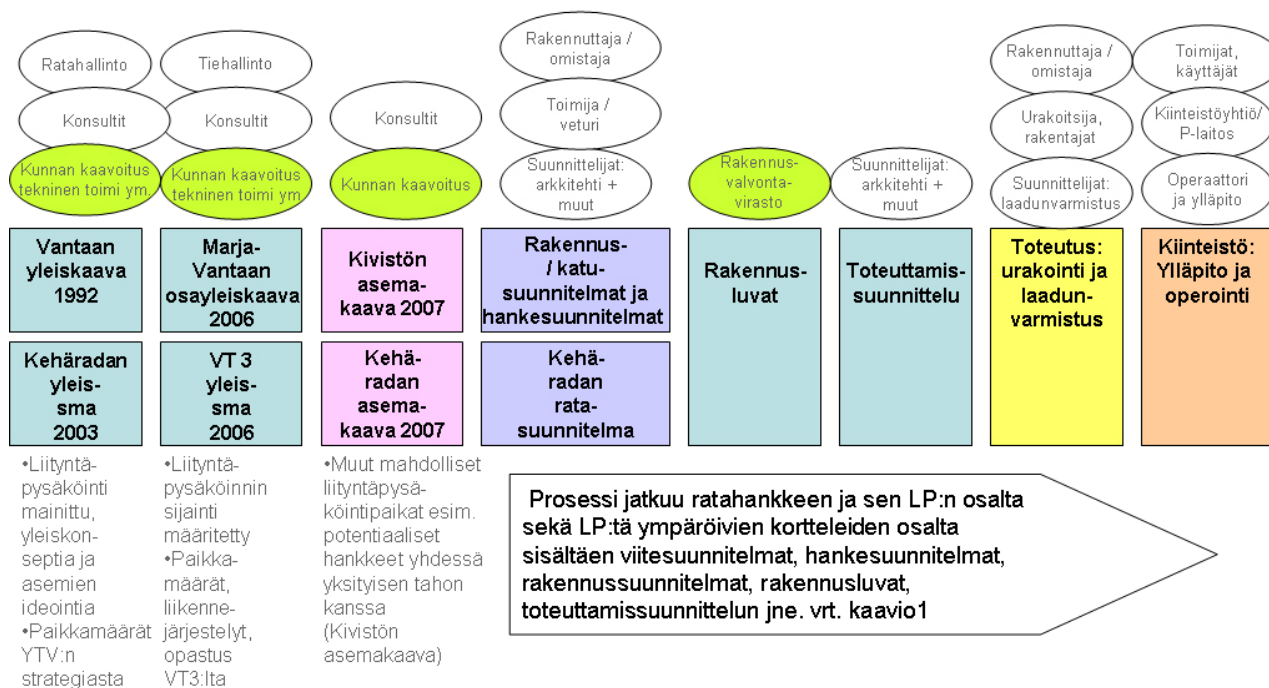 Ratahallinto
Konsultit
Kunnan kaavoitus
tekninen toimi ym.
Tiehallinto
Konsultit
Kunnan kaavoitus
tekninen toimi ym.
Konsultit
Kunnan kaavoitus
Rakennuttaja /
omistaja
Toimija /
veturi
Suunnittelijat:
arkkitehti +
muut
Rakennus-
valvonta-
virasto
Suunnittelijat:
arkkitehti +
muut
Rakennuttaja /
omistaja
Urakoitsija,
rakentajat
Suunnittelijat:
laadunvarmistus
Toimijat,
käyttäjät
Kiinteistöyhtiö/
P-laitos
Operaattori
ja ylläpito
Vantaan
yleiskaava
1992
Marja-
Vantaan
osayleiskaava
2006
Kivistön
asema-
kaava 2007
Rakennus-
/ katu-
suunnitelmat ja
hankesuunnitelmat
Rakennus-
luvat
Toteuttamis-
suunnittelu
Toteutus:
urakointi ja
laadun-
varmistus
Kiinteistö:
Ylläpito ja
operointi
Kehäradan
yleis-
sma
2003
VT 3
yleis-
sma
2006
Kehä-
radan
asema-
kaava 2007
Kehä-
radan
rata-
suunnitelma
•Liityntä-
pysäköinti
mainittu,
yleiskon-
septia ja
asemien
ideointia
•Paikkamäärät
YTV:n
strategiasta
•Liityntä-
pysäköinnin
sijainti
määritetty
•Paikka-
määrät,
liikenne-
järjestelyt,
opastus
VT3:lta
•Muut mahdolliset
liityntäpysä-
köintipaikat esim.
potentiaaliset
hankkeet yhdessä
yksityisen tahon
kanssa
(Kivistön
asemakaava)
Prosessi jatkuu ratahankkeen ja sen LP:n osalta
sekä LP:tä ympäröivien kortteleiden osalta
sisältäen viitesuunnitelmat, hankesuunnitelmat,
rakennussuunnitelmat, rakennusluvat,
toteuttamissuunnittelun jne. vrt. kaavio1